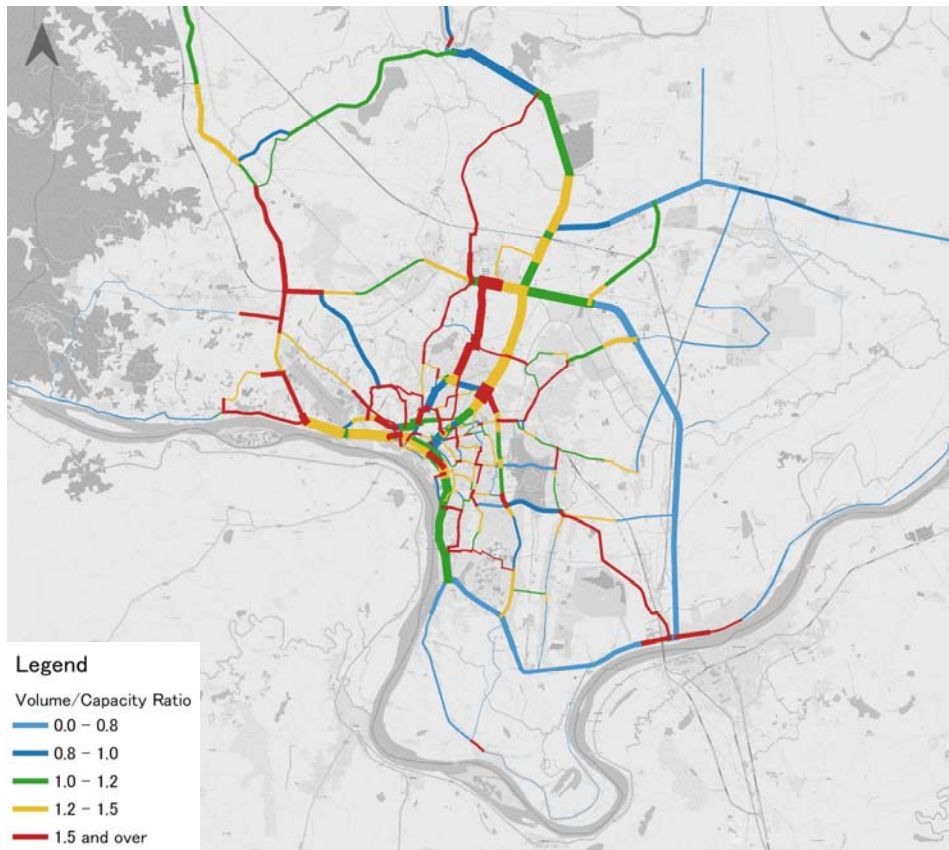 Legend
Volume/Capacity Ratio
0.0 – 0.8
0.8 – 1.0
1.0 – 1.2
1.2 – 1.5
1.5 and over